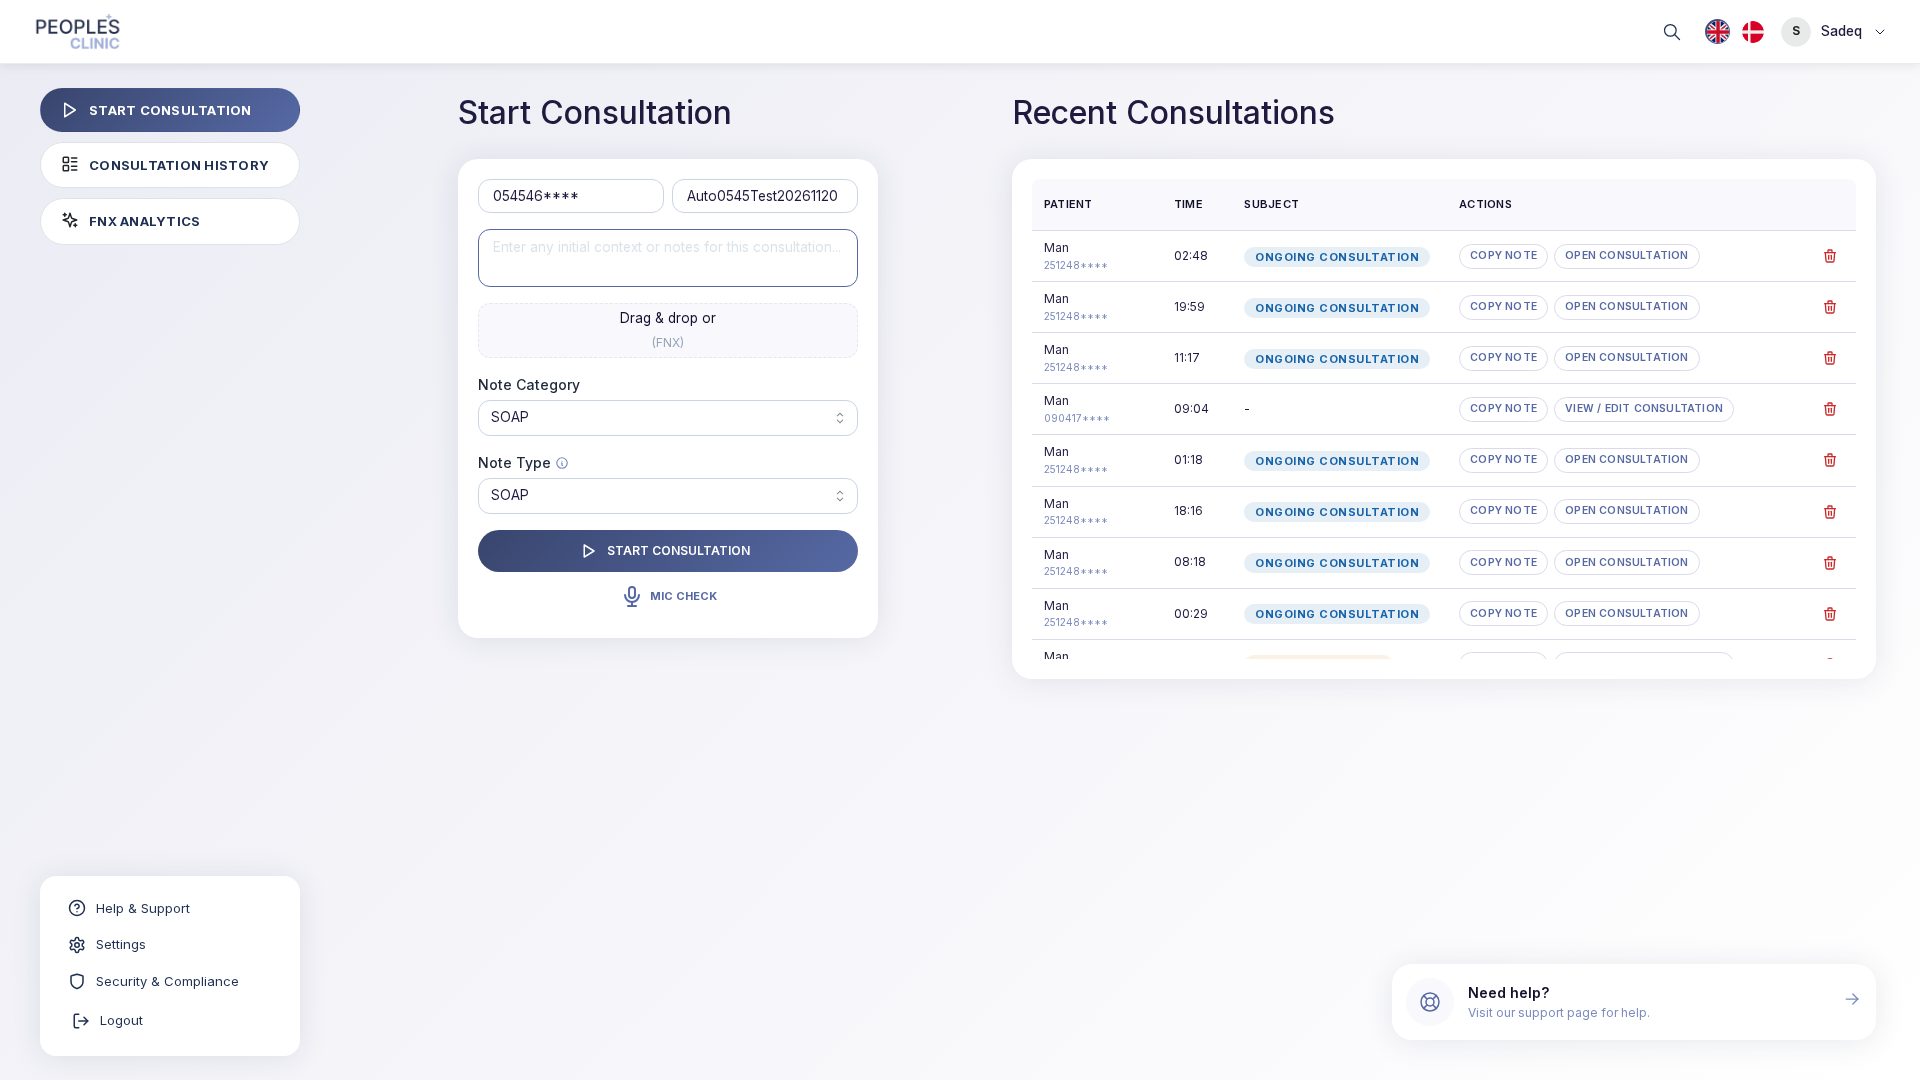 PEOPLES
CLINIC
S
Sadeq
START CONSULTATION
CONSULTATION HISTORY
FNX ANALYTICS
Start Consultation
054546****
Auto0545Test20261120
Enter any initial context or notes for this consultation...
Drag & drop or
(FNX)
Note Category
SOAP
Note Type
SOAP
START CONSULTATION
MIC CHECK
Recent Consultations
PATIENT TIME SUBJECT ACTIONS
Man
251248****
02:48 ONGOING CONSULTATION COPY NOTE OPEN CONSULTATION
Man
251248****
19:59 ONGOING CONSULTATION COPY NOTE OPEN CONSULTATION
Man
251248****
11:17 ONGOING CONSULTATION COPY NOTE OPEN CONSULTATION
Man
090417****
09:04 - COPY NOTE VIEW / EDIT CONSULTATION
Man
251248****
01:18 ONGOING CONSULTATION COPY NOTE OPEN CONSULTATION
Man
251248****
18:16 ONGOING CONSULTATION COPY NOTE OPEN CONSULTATION
Man
251248****
08:18 ONGOING CONSULTATION COPY NOTE OPEN CONSULTATION
Man
251248****
00:29 ONGOING CONSULTATION COPY NOTE OPEN CONSULTATION
Man
Help & Support
Settings
Security & Compliance
Logout
Need help?
Visit our support page for help.